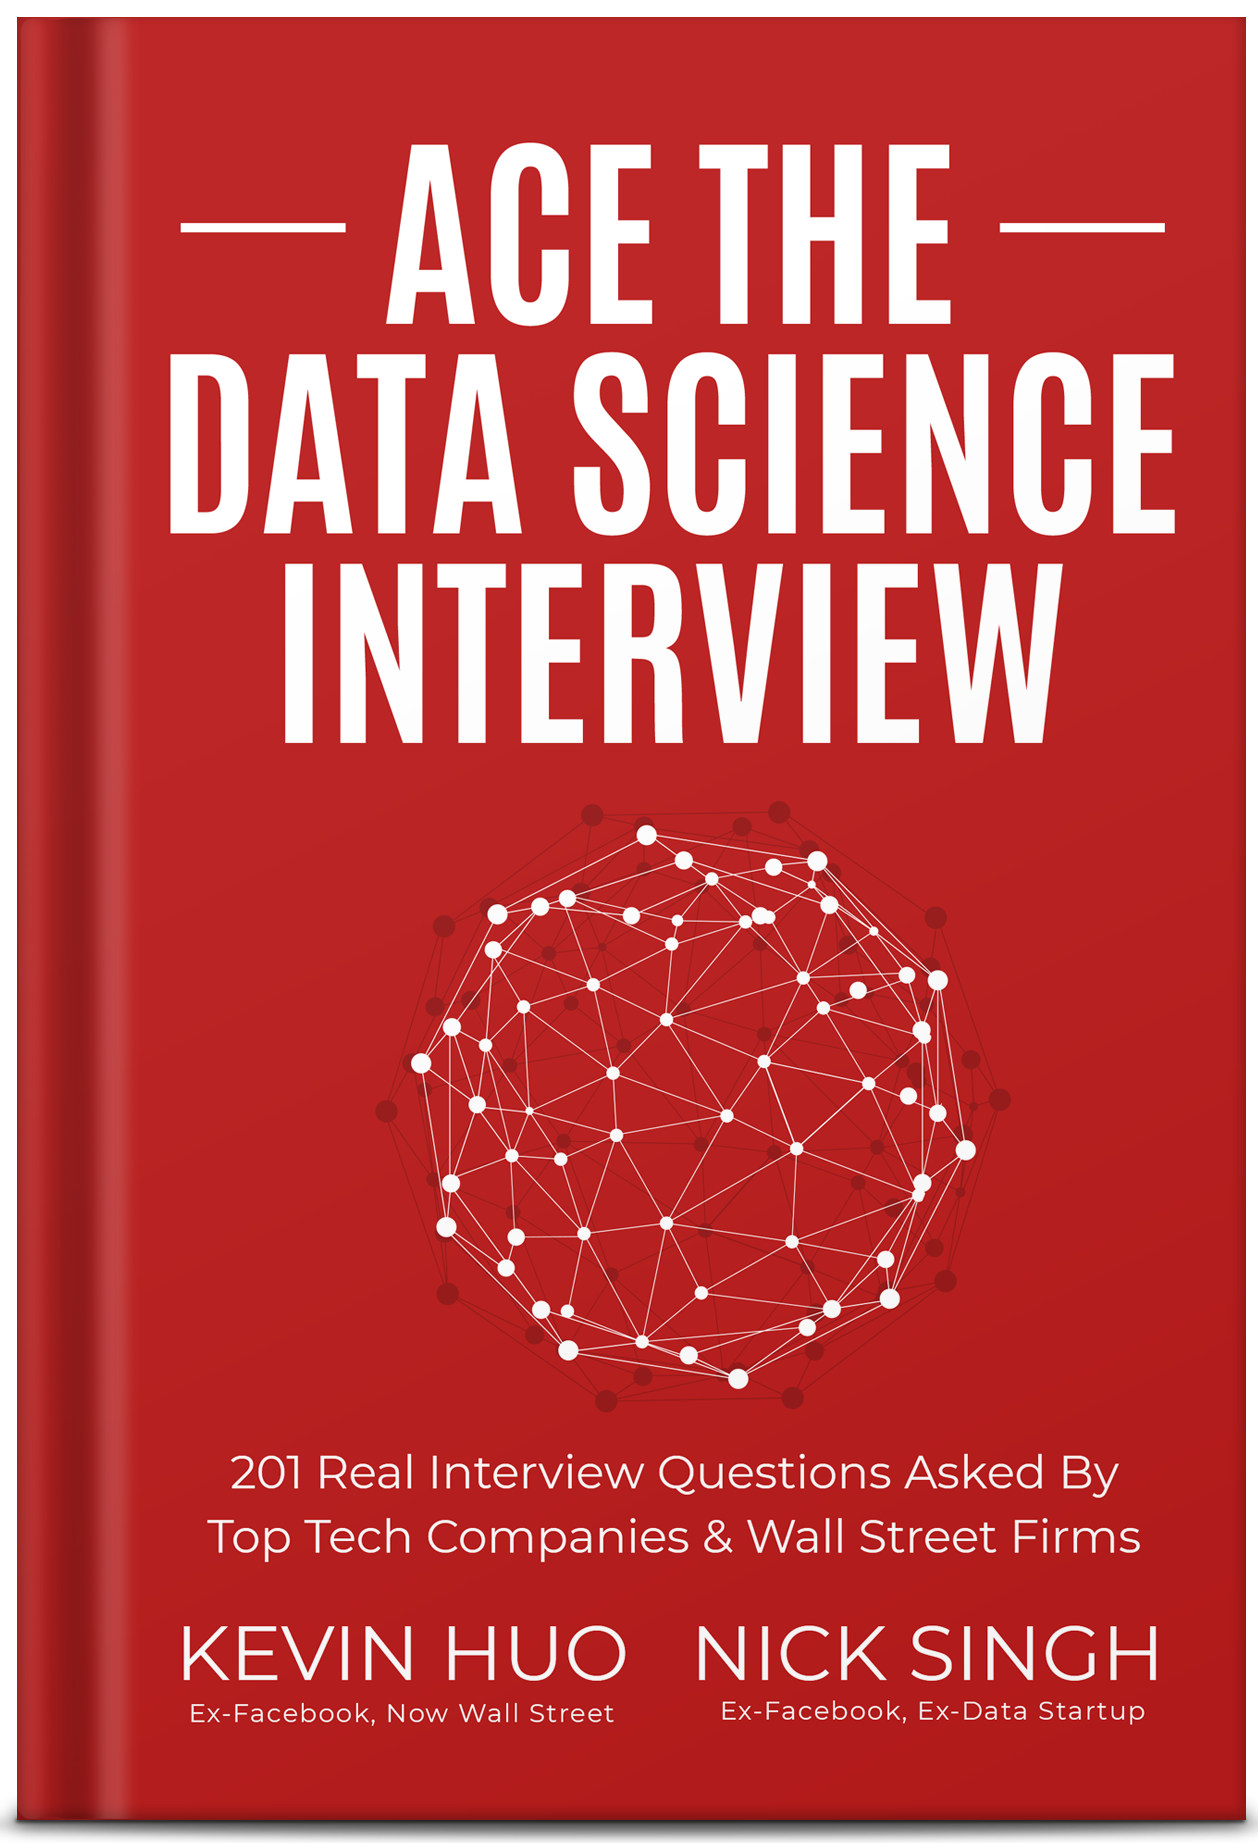 ACE THE
DATA SCIENCE
INTERVIEW
201 Real Interview Questions Asked By
Top Tech Companies & Wall Street Firms
KEVIN HUO NICK SINGH
Ex-Facebook, Now Wall Street Ex-Facebook, Ex-Data Startup